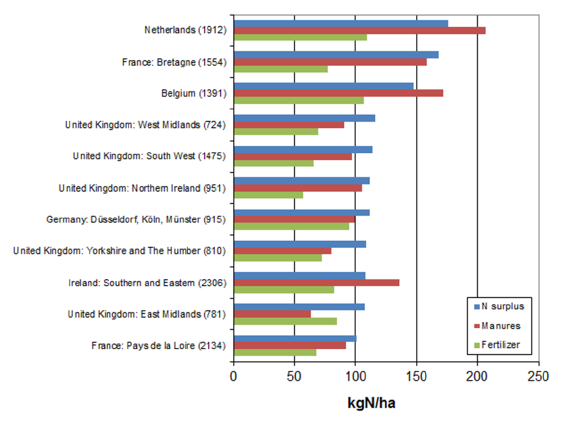 Netherlands (1912)
France: Bretagne (1554)
Belgium (1391)
United Kingdom: West Midlands (724)
United Kingdom: South West (1475)
United Kingdom: Northern Ireland (951)
Germany: Düsseldorf, Köln, Münster (915)
United Kingdom: Yorkshire and The Humber (810)
Ireland: Southern and Eastern (2306)
United Kingdom: East Midlands (781)
France: Pays de la Loire (2134)
N surplus
Manures
Fertilizer
0 50 100 150 200 250
kgN/ha